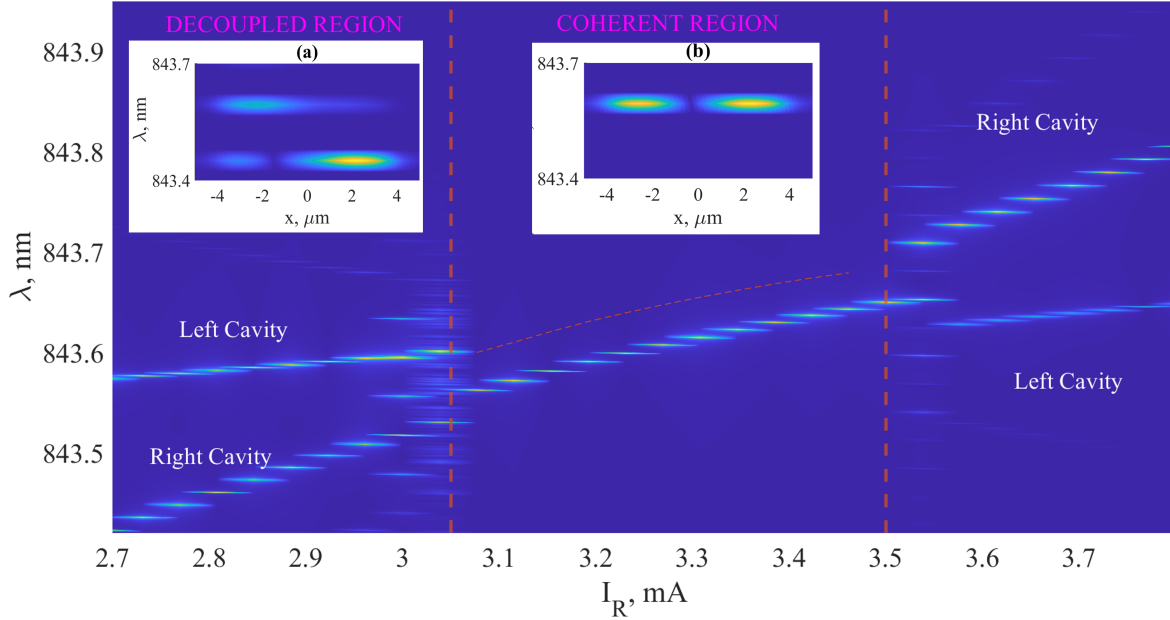 DECOUPLED REGION
COHERENT REGION
(a)
(b)
843.9
843.8
843.7
843.6
843.5
λ, nm
843.7
843.4
λ, nm
-4 -2 0 2 4
x, μm
843.7
843.4
-4 -2 0 2 4
x, μm
Right Cavity
Left Cavity
Left Cavity
Right Cavity
2.7 2.8 2.9 3 3.1 3.2 3.3 3.4 3.5 3.6 3.7
I_R, mA